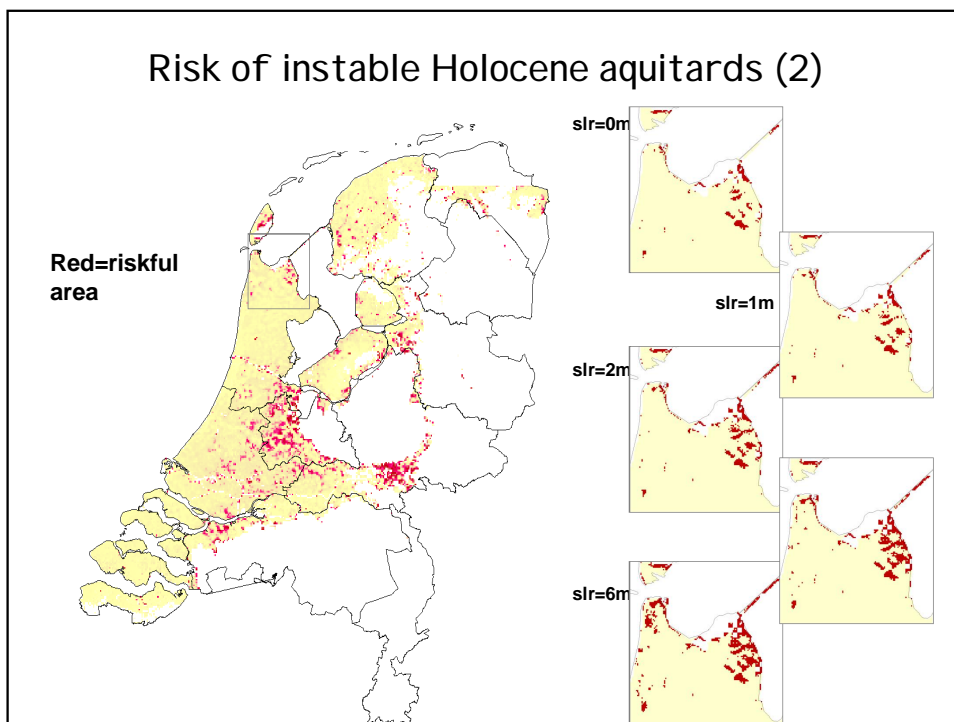 Risk of instable Holocene aquitards (2)
slr=0m
Red=riskful
area
slr=1m
slr=2m
slr=6m